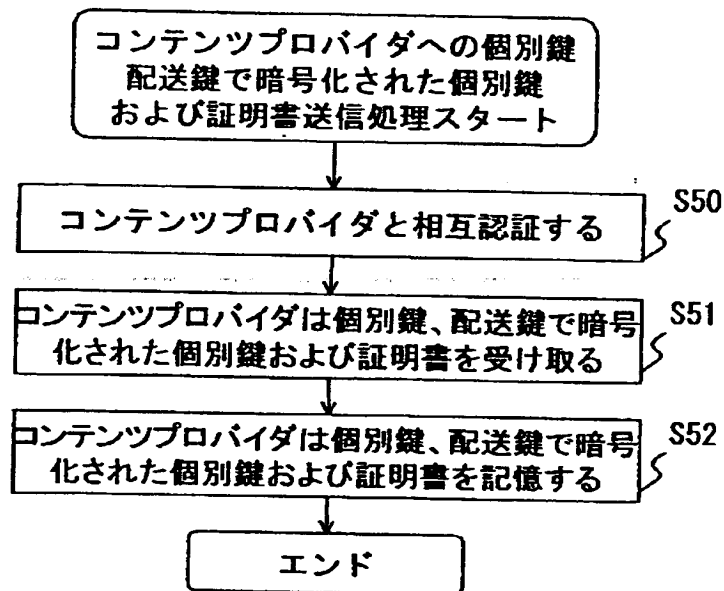 コンテンツプロバイダへの個別鍵
配送鍵で暗号化された個別鍵
および証明書送信処理スタート
S50
コンテンツプロバイダと相互認証する
S51
コンテンツプロバイダは個別鍵、配送鍵で暗号
化された個別鍵および証明書を受け取る
S52
コンテンツプロバイダは個別鍵、配送鍵で暗号
化された個別鍵および証明書を記憶する
エンド